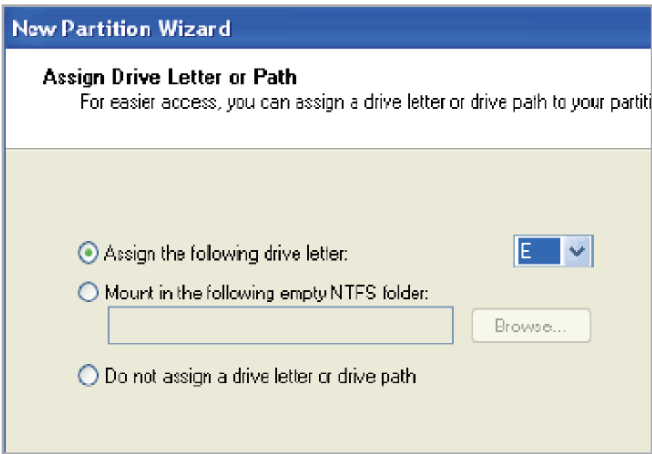 New Partition Wizard
Assign Drive Letter or Path
For easier access, you can assign a drive letter or drive path to your partiti
Assign the following drive letter:
E
Mount in the following empty NTFS folder:
Browse...
Do not assign a drive letter or drive path